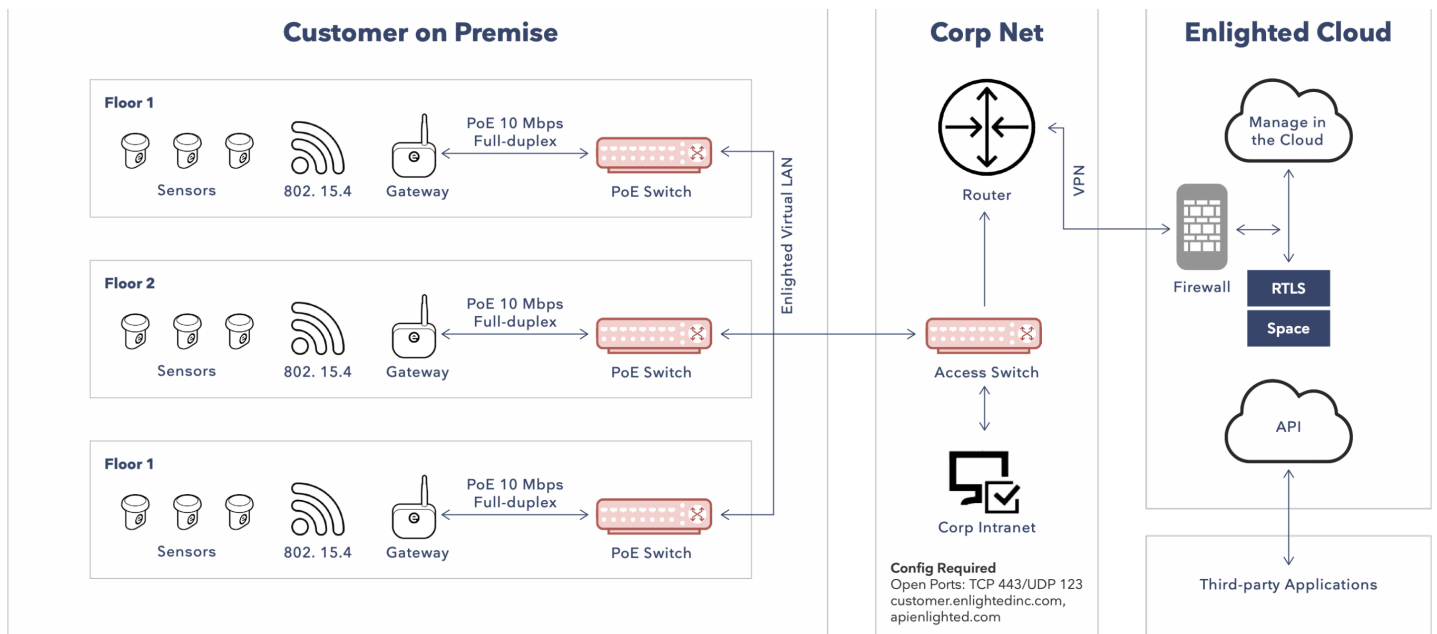 Customer on Premise
Floor 1
Sensors
802. 15.4
Gateway
PoE 10 Mbps
Full-duplex
PoE Switch
Floor 2
Sensors
802. 15.4
Gateway
PoE 10 Mbps
Full-duplex
PoE Switch
Floor 1
Sensors
802. 15.4
Gateway
PoE 10 Mbps
Full-duplex
PoE Switch
Enlighted Virtual LAN
Corp Net
Router
VPN
Access Switch
Corp Intranet
Config Required
Open Ports: TCP 443/UDP 123
customer.enlightedinc.com,
apienlighted.com
Enlighted Cloud
Manage in
the Cloud
Firewall
RTLS
Space
API
Third-party Applications